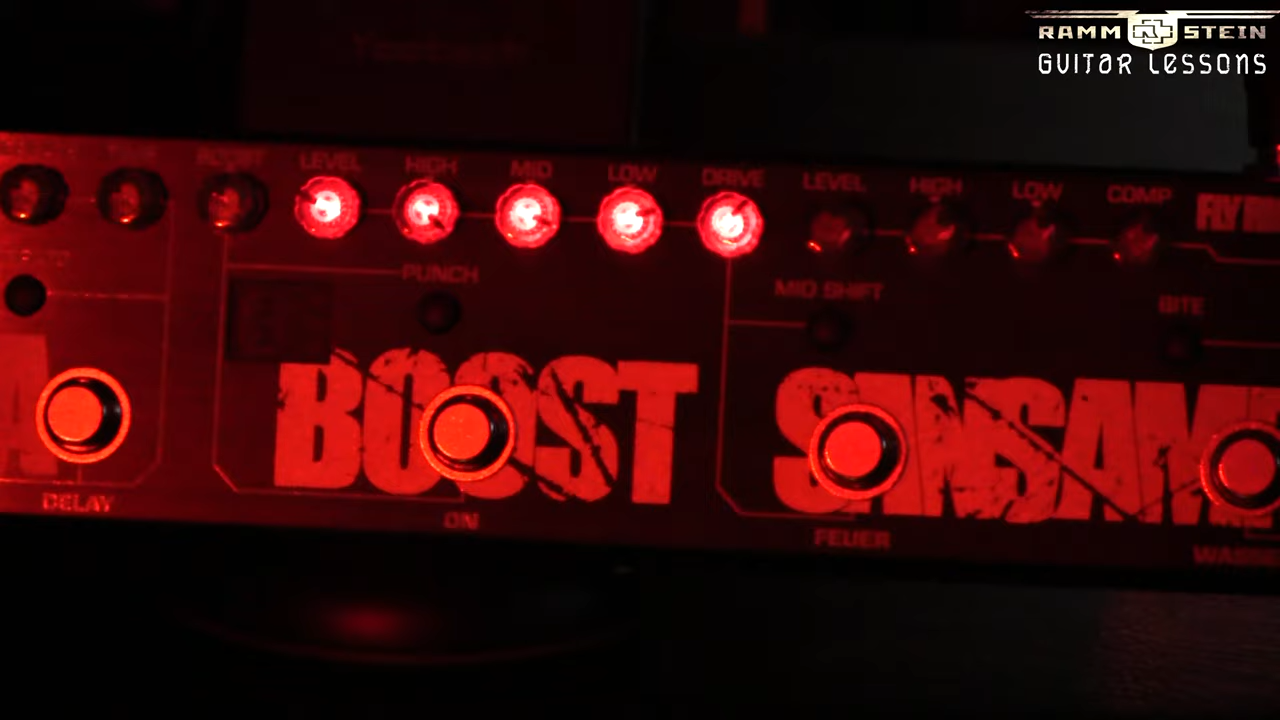 RAMM STEIN
GUITAR LESSONS
LEVEL HIGH MID LOW DRIVE LEVEL HIGH LOW COMP
FLY
PUNCH
MID SHIFT
BITE
BOOST
DELAY
ON
FEUER